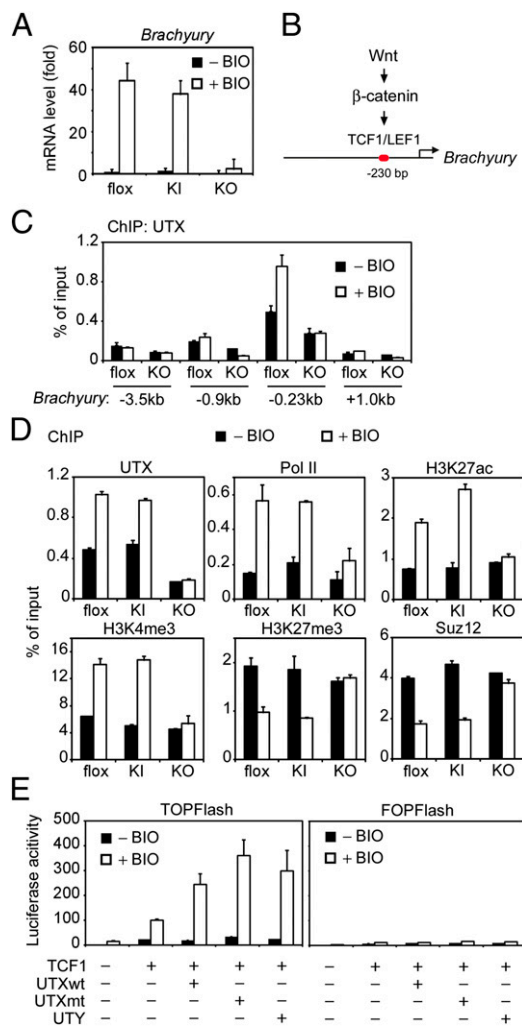 A
Brachyury
mRNA level (fold)
60
40
20
0
– BIO
+ BIO
flox KI KO
B
Wnt
β-catenin
TCF1/LEF1
Brachyury
-230 bp
C
ChIP: UTX
% of input
1.2
0.8
0.4
0
– BIO
+ BIO
flox KO flox KO flox KO flox KO
Brachyury: -3.5kb -0.9kb -0.23kb +1.0kb
D
ChIP – BIO + BIO
% of input
UTX Pol II H3K27ac
1.2
0.8
0.4
0
0.6
0.4
0.2
0
3
2
1
0
flox KI KO flox KI KO flox KI KO
H3K4me3 H3K27me3 Suz12
16
12
8
4
0
2
1
0
6
4
2
0
flox KI KO flox KI KO flox KI KO
E
TOPFlash FOPFlash
Luciferase acitivity
500
400
300
200
100
0
– BIO
+ BIO
– BIO
+ BIO
TCF1 – + + + + – + + + +
UTXwt – – + – – – – + – –
UTXmt – – – + – – – – + –
UTY – – – – + – – – – +